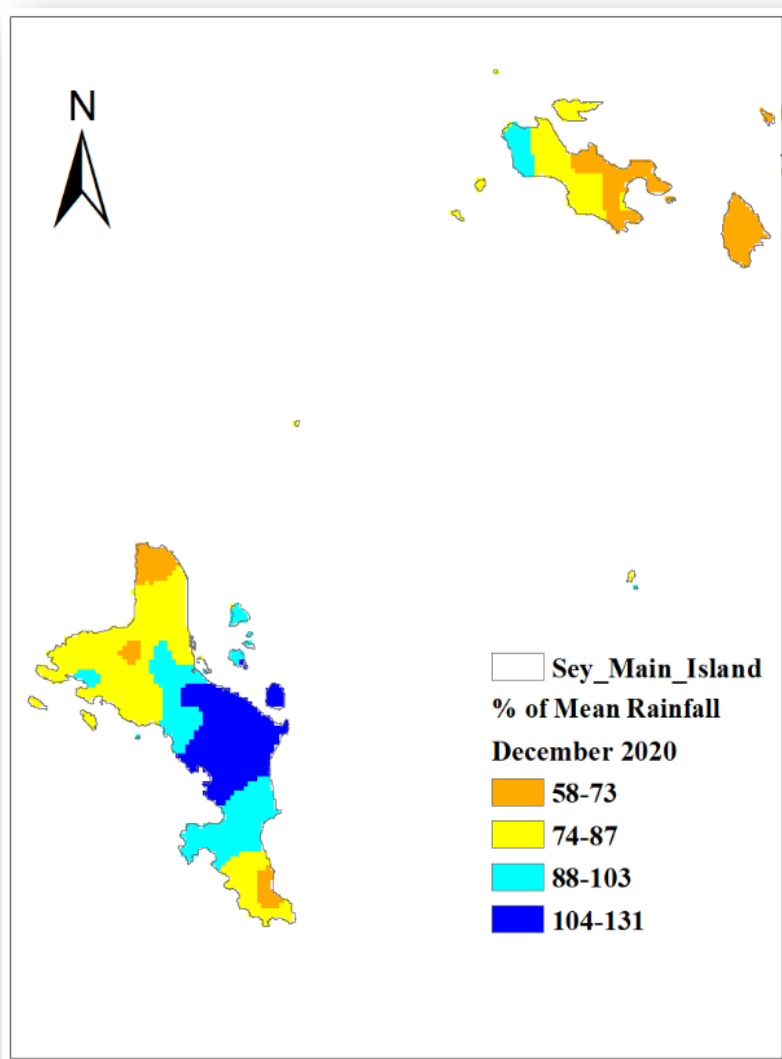 N
Sey_Main_Island
% of Mean Rainfall
December 2020
58-73
74-87
88-103
104-131